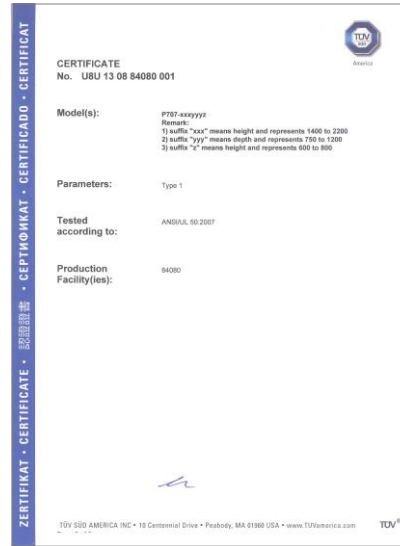 TÜV
SÜD
America
CERTIFICATE
No. U8U 13 08 84080 001
Model(s): P707-xxxyyyz
Remark:
1) suffix "xxx" means height and represents 1400 to 2200
2) suffix "yyy" means depth and represents 750 to 1200
3) suffix "z" means height and represents 600 to 800
Parameters: Type 1
Tested according to: ANSI/UL 50:2007
Production Facility(ies): 84080
TÜV SÜD AMERICA INC • 10 Centennial Drive • Peabody, MA 01960 USA • www.TUVamerica.com TÜV®
ZERTIFIKAT • CERTIFICATE • 認證證書 • СЕРТИФИКАТ • CERTIFICADO • CERTIFICAT